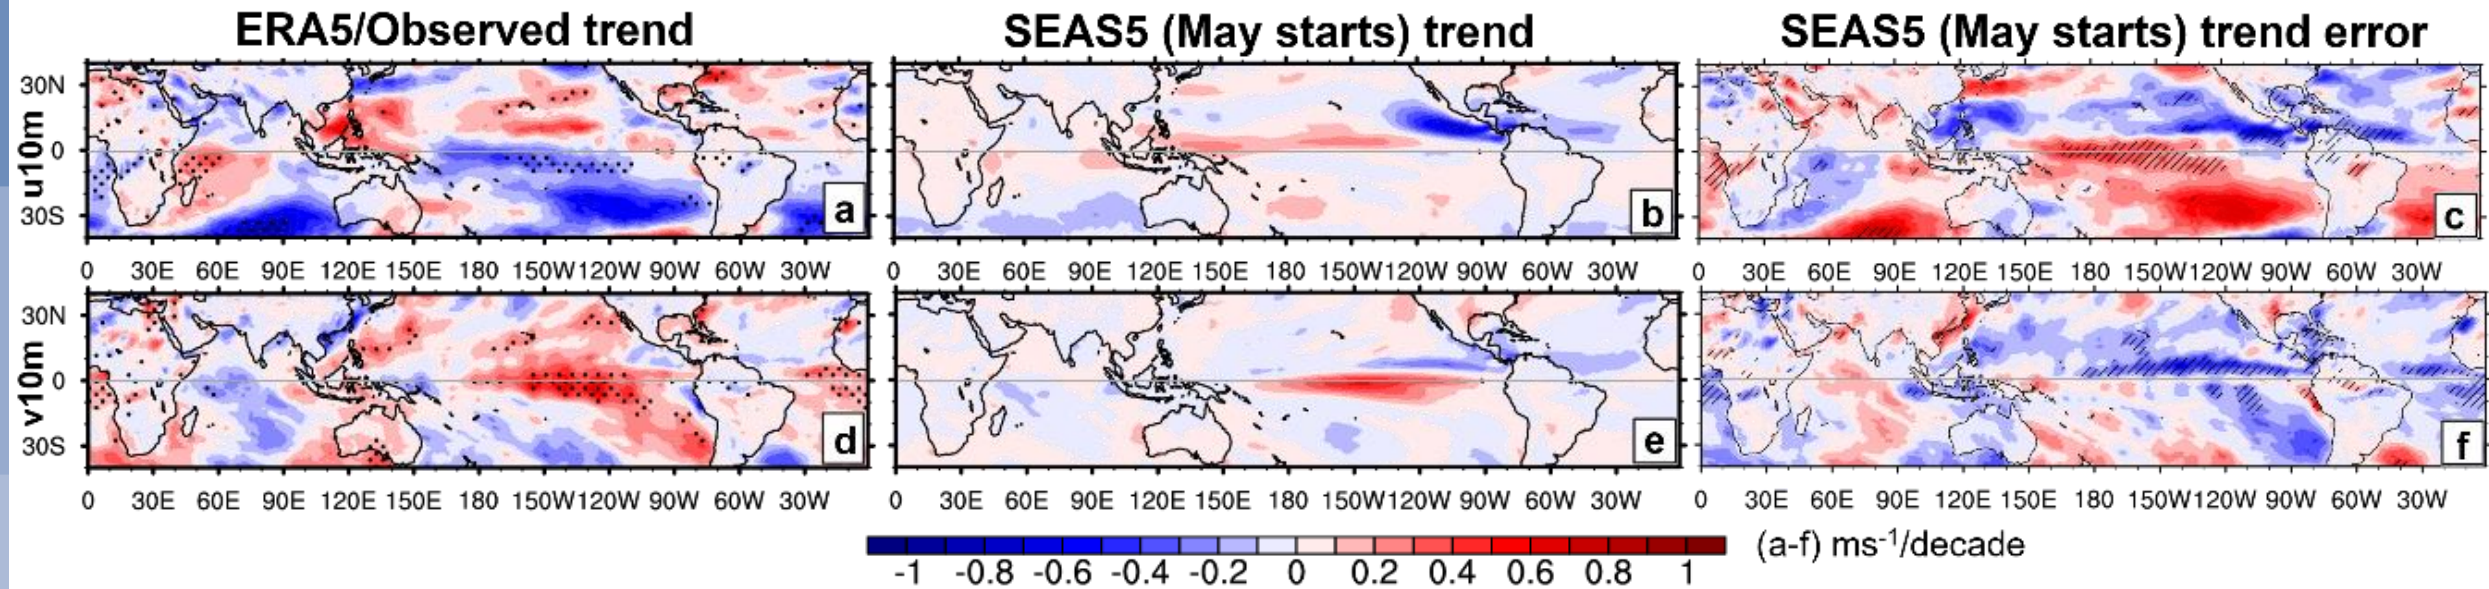 ERA5/Observed trend SEAS5 (May starts) trend SEAS5 (May starts) trend error
u10m
30N
0
30S
a b c
0 30E 60E 90E 120E 150E 180 150W 120W 90W 60W 30W 0 30E 60E 90E 120E 150E 180 150W 120W 90W 60W 30W 0 30E 60E 90E 120E 150E 180 150W 120W 90W 60W 30W
v10m
30N
0
30S
d e f
0 30E 60E 90E 120E 150E 180 150W 120W 90W 60W 30W 0 30E 60E 90E 120E 150E 180 150W 120W 90W 60W 30W 0 30E 60E 90E 120E 150E 180 150W 120W 90W 60W 30W
-1 -0.8 -0.6 -0.4 -0.2 0 0.2 0.4 0.6 0.8 1 (a-f) ms⁻¹/decade